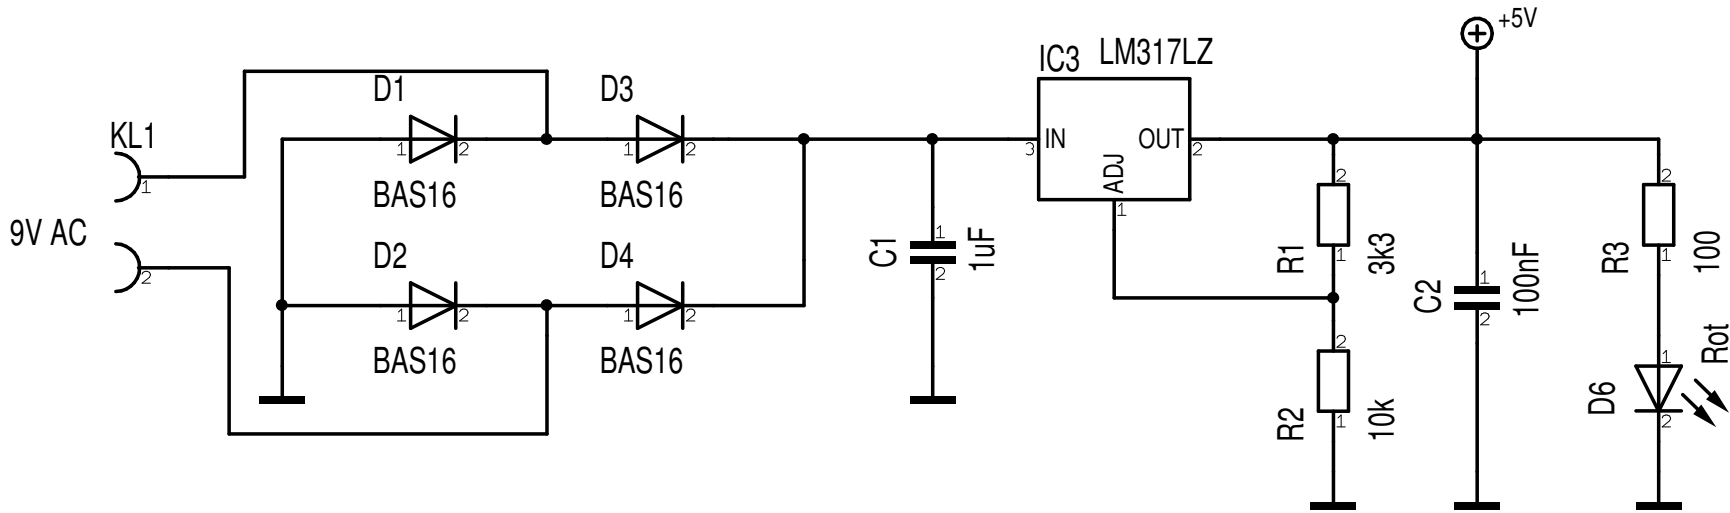 +5V
IC3 LM317LZ
D1
D3
KL1
1
2
1
2
3
IN
OUT
2
ADJ
1
1
BAS16
BAS16
2
2
9V AC
D2
D4
C1
1
2
1uF
R1
1
3k3
R3
1
100
2
1
2
1
2
C2
1
2
100nF
BAS16
BAS16
2
R2
1
10k
D6
1
2
Rot